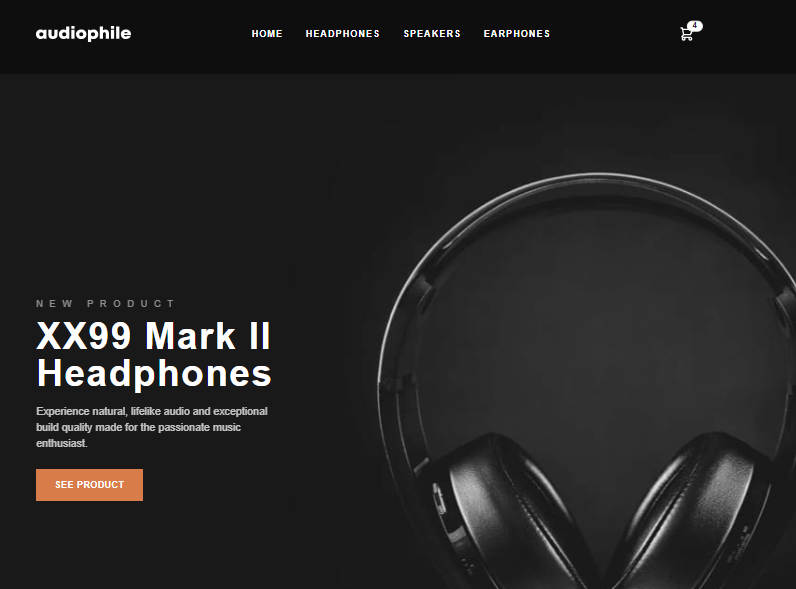 audiophile
HOME HEADPHONES SPEAKERS EARPHONES
4
NEW PRODUCT
XX99 Mark II
Headphones
Experience natural, lifelike audio and exceptional
build quality made for the passionate music
enthusiast.
SEE PRODUCT